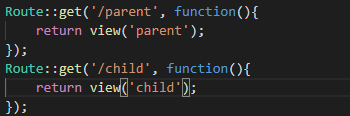 Route::get('/parent', function(){
    return view('parent');
});
Route::get('/child', function(){
    return view('child');
});